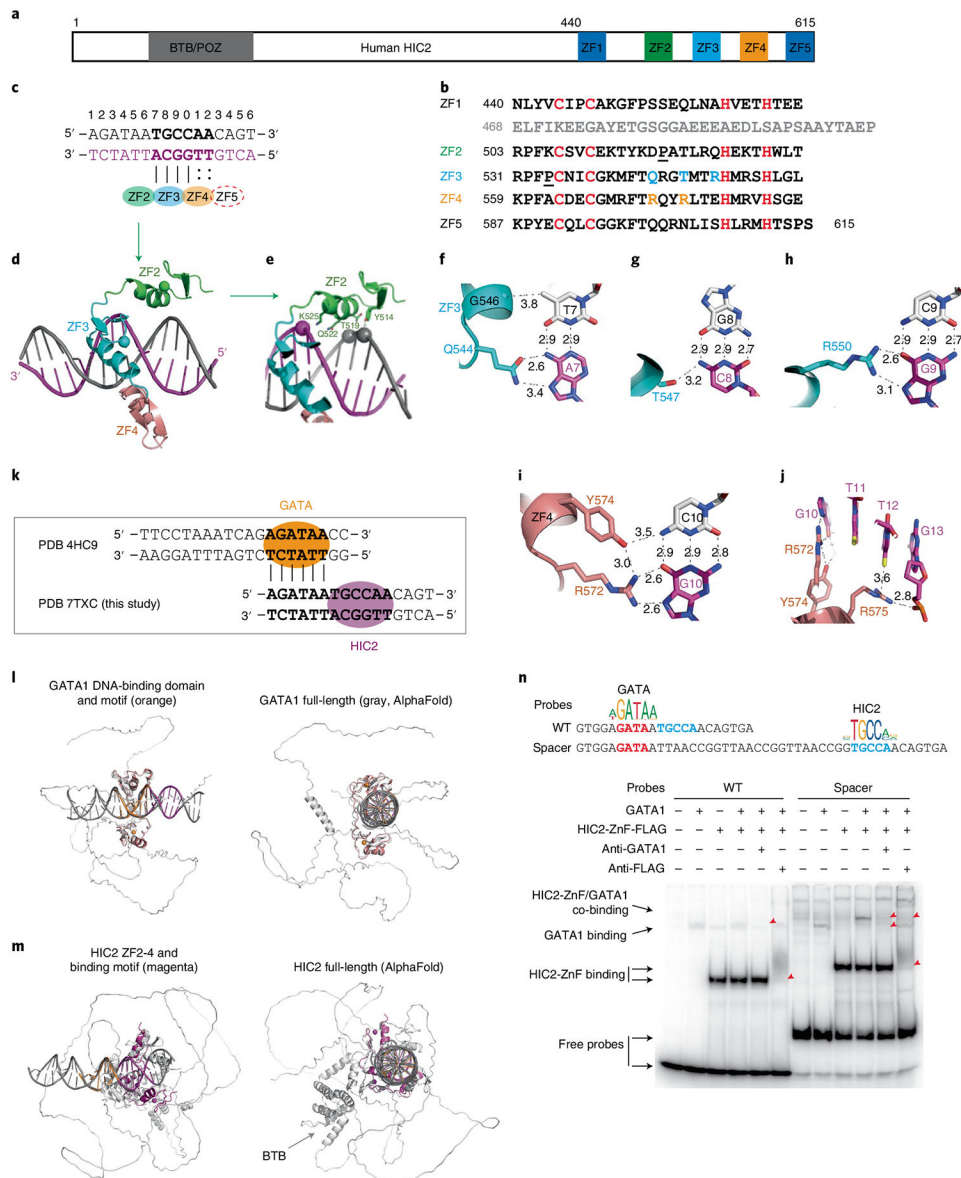 a
1 440 615
BTB/POZ Human HIC2 ZF1 ZF2 ZF3 ZF4 ZF5
b
ZF1 440 NLYVCIPCAKGFPSSEQLNAHVETHTEE
468 ELFIKEEGAYETGSGGAEEEAEDLSAPSAAYTAEP
ZF2 503 RPFKCSVCEKTYKDPATLRQHEKTHWLT
ZF3 531 RPFPCNICGKMFTQRGTMTRHMRSHLGL
ZF4 559 KPFACDECGMRFTRQYRLTEHMRVHSGE
ZF5 587 KPYECQLCGGKFTQQRNLISHLRMHTSPS 615
c
1 2 3 4 5 6 7 8 9 0 1 2 3 4 5 6
5′ –AGATAATGCCAACAGT– 3′
3′ –TCTATTACGGTTGTCA– 5′
ZF2 ZF3 ZF4 ZF5
d
ZF2
ZF3
5′
3′
ZF4
e
ZF2
K525
Y514
T519
Q522
f
ZF3 G546 3.8 T7
Q544 2.9 2.9
2.6 A7
3.4
g
G8
2.9 2.9 2.7
3.2 C8
T547
h
C9
R550 2.9 2.9 2.7
2.6 G9
3.1
i
Y574
ZF4 C10
3.5
3.0 2.9 2.9 2.8
2.6
R572 G10
2.6
j
T11
T12
G10
G13
R572
3.6
2.8
Y574 R575
k
GATA
PDB 4HC9 5′ –TTCCTAAATCAGAGATAACC– 3′
3′ –AAGGATTTAGTCTCTATTGG– 5′
PDB 7TXC (this study) 5′ –AGATAATGCCAACAGT– 3′
3′ –TCTATTACGGTTGTCA– 5′
HIC2
l
GATA1 DNA-binding domain
and motif (orange)
GATA1 full-length (gray, AlphaFold)
m
HIC2 ZF2-4 and
binding motif (magenta)
HIC2 full-length (AlphaFold)
BTB
n
GATA
Probes AGATAA HIC2
WT GTGGAGATAATGCCAACAGTGA TGCCA
Spacer GTGGAGATAATTAACCGGTTAACCGGTTAACCGGTGCCAACAGTGA
Probes WT Spacer
GATA1 – + – + + + – + – + + +
HIC2-ZnF-FLAG – – + + + + – – + + + +
Anti-GATA1 – – – – + – – – – – + –
Anti-FLAG – – – – – + – – – – – +
HIC2-ZnF/GATA1
co-binding
GATA1 binding
HIC2-ZnF binding
Free probes